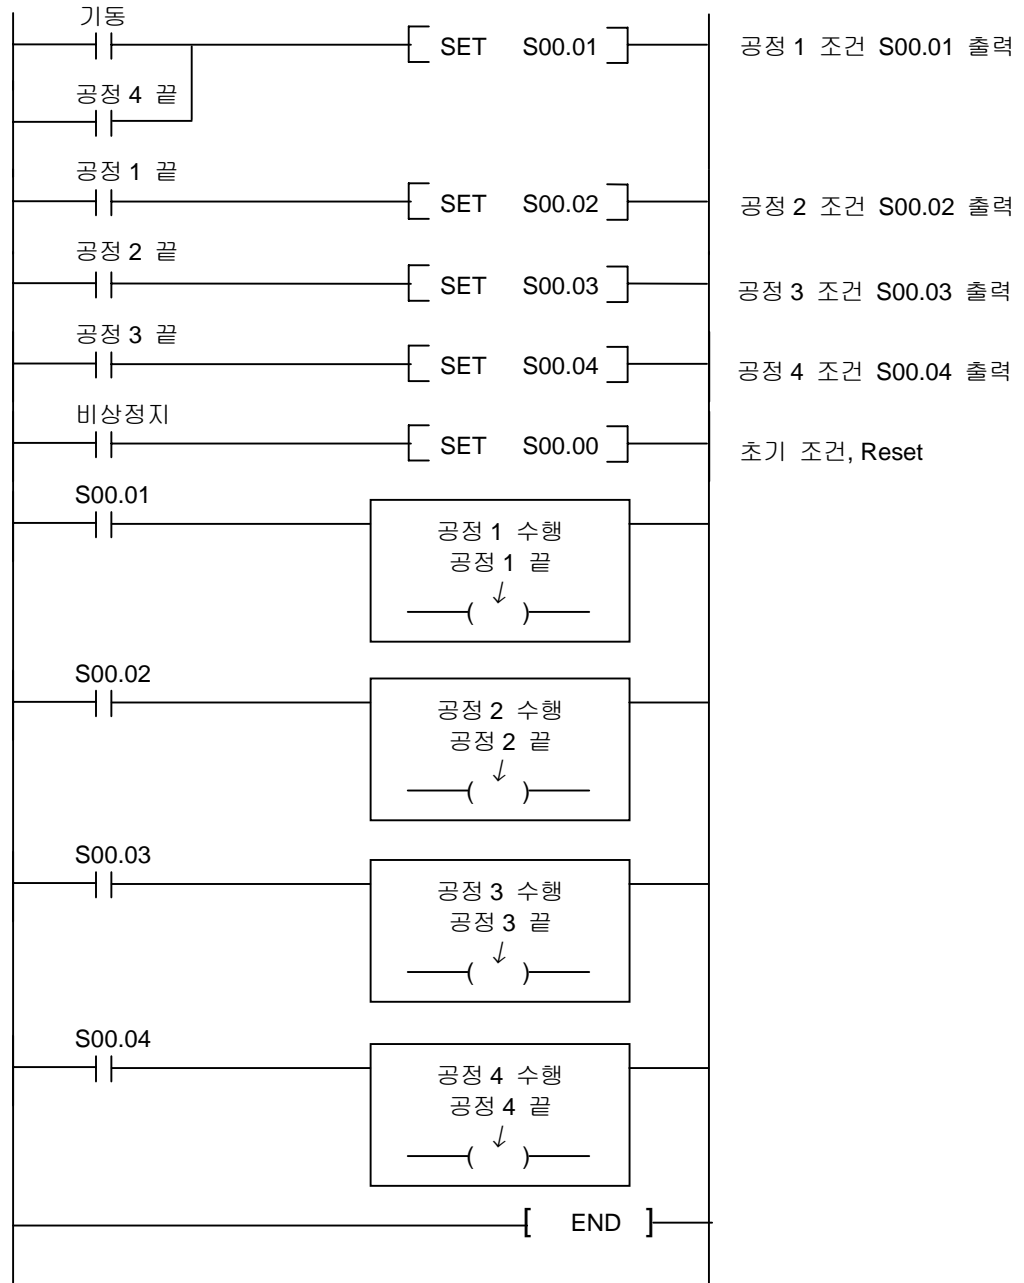 기동
SET S00.01 공정 1 조건 S00.01 출력
공정 4 끝
공정 1 끝
SET S00.02 공정 2 조건 S00.02 출력
공정 2 끝
SET S00.03 공정 3 조건 S00.03 출력
공정 3 끝
SET S00.04 공정 4 조건 S00.04 출력
비상정지
SET S00.00 초기 조건, Reset
S00.01
공정 1 수행
공정 1 끝
S00.02
공정 2 수행
공정 2 끝
S00.03
공정 3 수행
공정 3 끝
S00.04
공정 4 수행
공정 4 끝
END